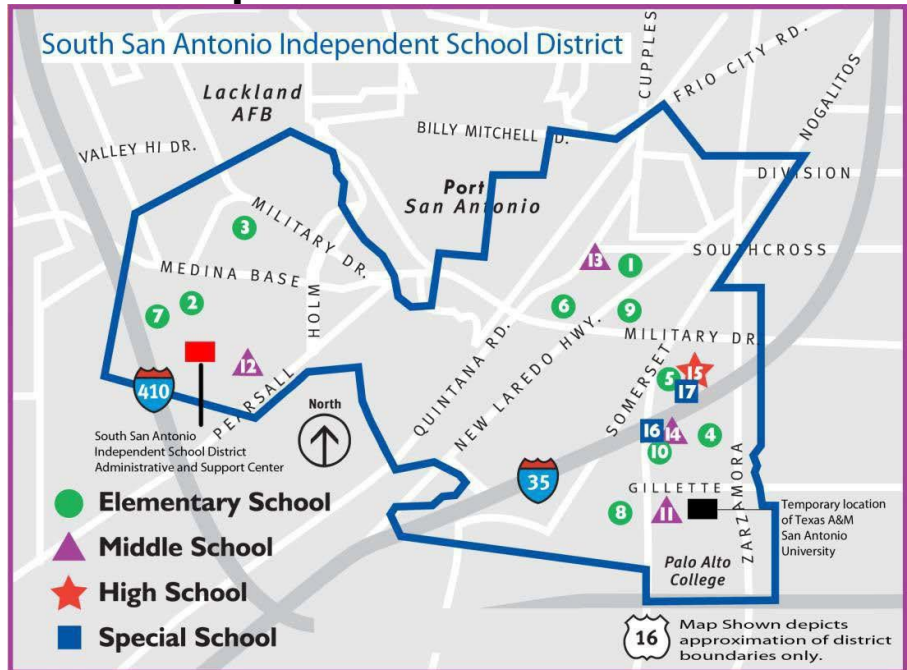 South San Antonio Independent School District
CUPPLES
FRIO CITY RD.
NOGALITOS
Lackland
AFB
BILLY MITCHELL RD.
VALLEY HI DR.
Port
San Antonio
DIVISION
MILITARY DR.
3
SOUTHCROSS
13
1
MEDINA BASE
HOLM
7
2
6
9
MILITARY DR.
12
QUINTANA RD.
NEW LAREDO HWY.
SOMERSET
15
5
17
410
PEARSALL
North
16
14
4
10
South San Antonio
Independent School District
Administrative and Support Center
35
GILLETTE
ZARZAMORA
8
11
Temporary location
of Texas A&M
San Antonio
University
Palo Alto
College
Elementary School
Middle School
High School
Special School
16
Map Shown depicts
approximation of district
boundaries only.